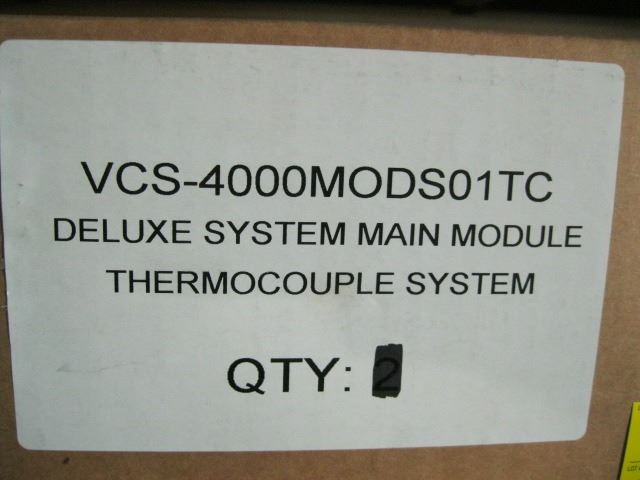 VCS-4000MODS01TC
DELUXE SYSTEM MAIN MODULE
THERMOCOUPLE SYSTEM
QTY: 2